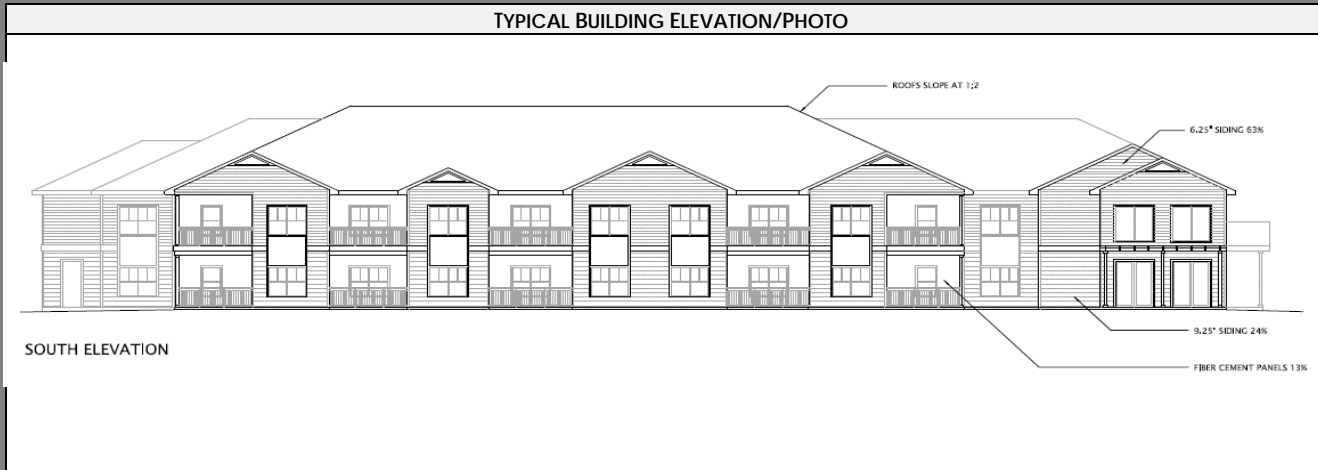 TYPICAL BUILDING ELEVATION/PHOTO
ROOFS SLOPE AT 1;2
6.25" SIDING 63%
9.25" SIDING 24%
SOUTH ELEVATION
FIBER CEMENT PANELS 13%